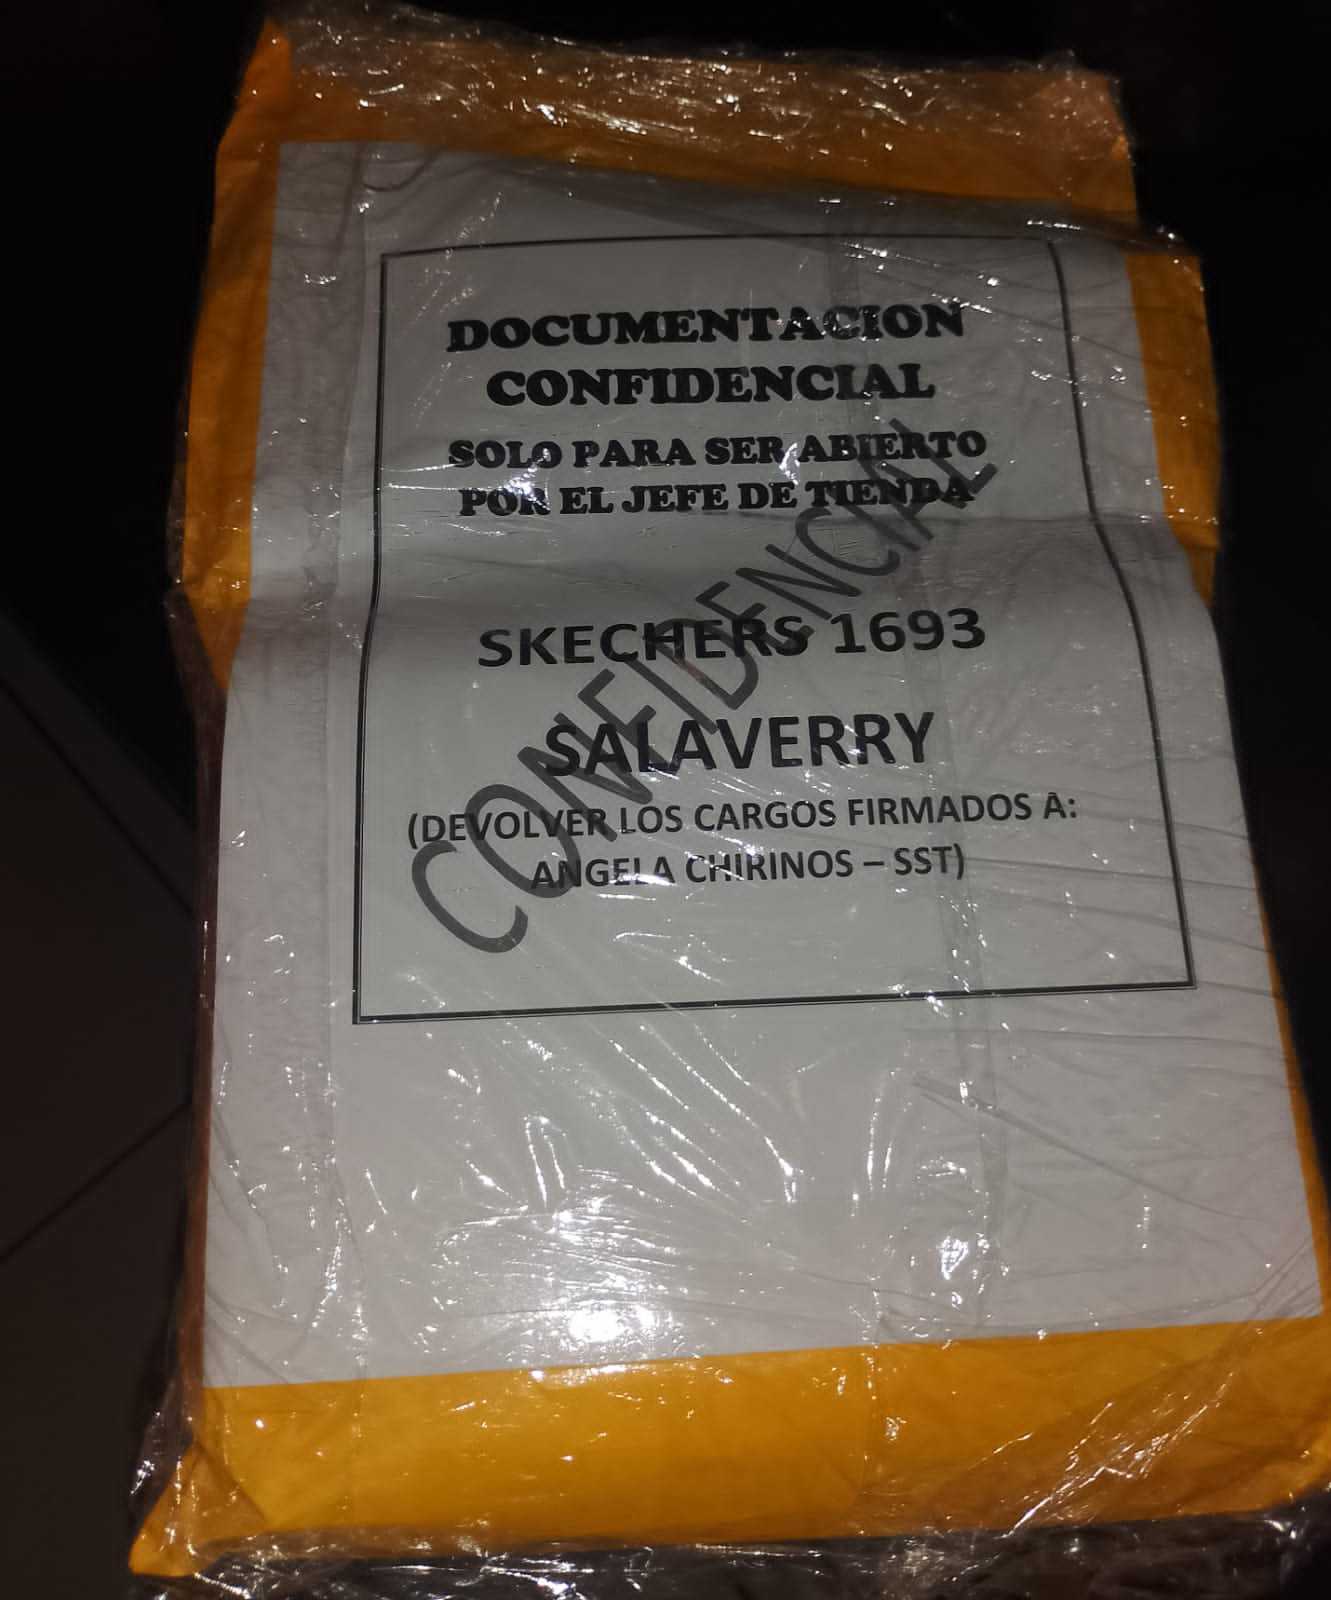 DOCUMENTACION
CONFIDENCIAL
SOLO PARA SER ABIERTO
POR EL JEFE DE TIENDA
SKECHERS 1693
SALAVERRY
(DEVOLVER LOS CARGOS FIRMADOS A:
ANGELA CHIRINOS – SST)
CONFIDENCIAL